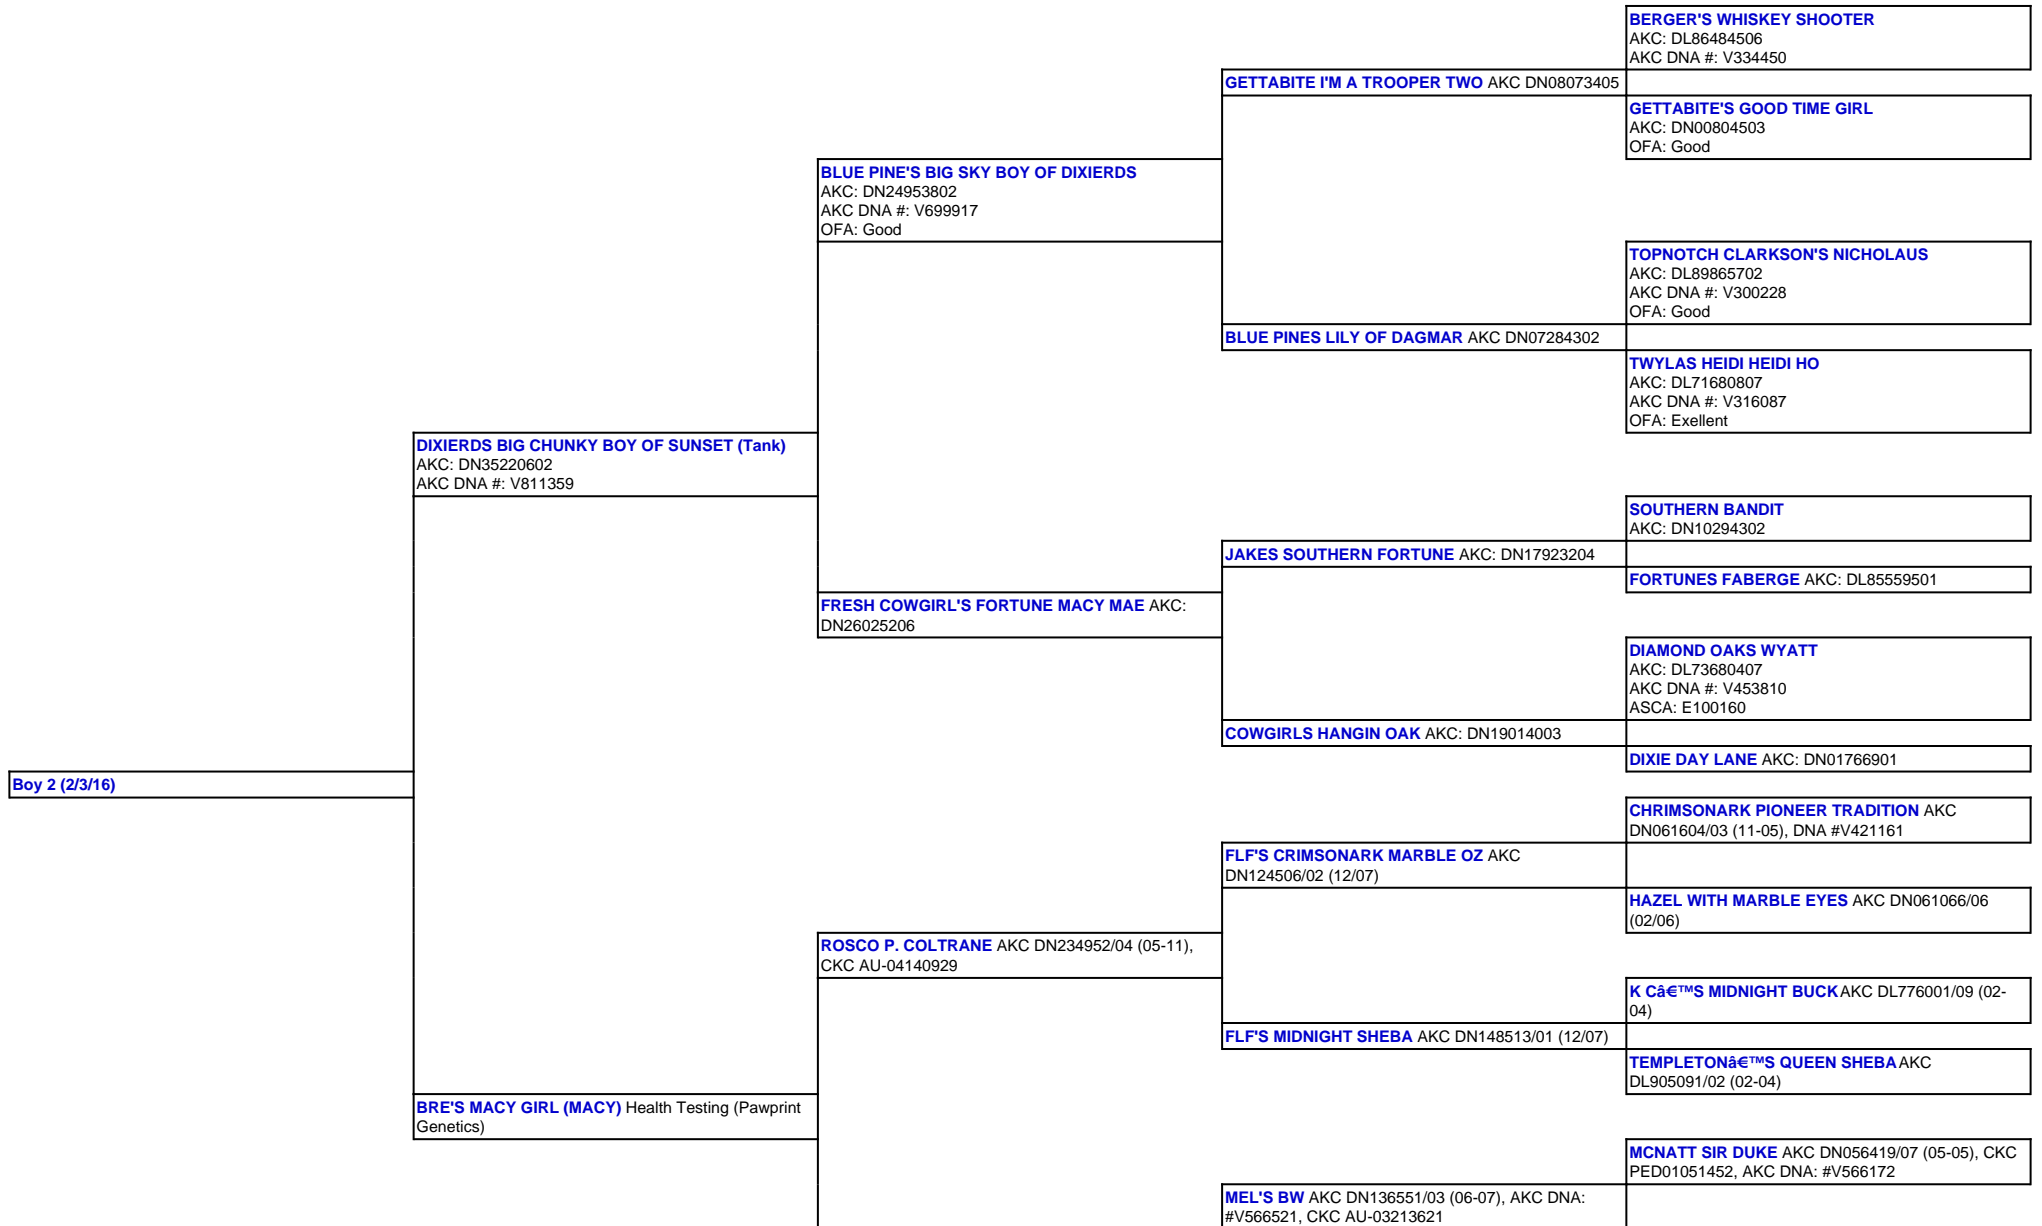 BERGER'S WHISKEY SHOOTER
AKC: DL86484506
AKC DNA #: V334450
GETTABITE I'M A TROOPER TWO AKC DN08073405
GETTABITE'S GOOD TIME GIRL
AKC: DN00804503
OFA: Good
BLUE PINE'S BIG SKY BOY OF DIXIERDS
AKC: DN24953802
AKC DNA #: V699917
OFA: Good
TOPNOTCH CLARKSON'S NICHOLAUS
AKC: DL89865702
AKC DNA #: V300228
OFA: Good
BLUE PINES LILY OF DAGMAR AKC DN07284302
TWYLAS HEIDI HEIDI HO
AKC: DL71680807
AKC DNA #: V316087
OFA: Exellent
DIXIERDS BIG CHUNKY BOY OF SUNSET (Tank)
AKC: DN35220602
AKC DNA #: V811359
SOUTHERN BANDIT
AKC: DN10294302
JAKES SOUTHERN FORTUNE AKC: DN17923204
FORTUNES FABERGE AKC: DL85559501
FRESH COWGIRL'S FORTUNE MACY MAE AKC:
DN26025206
DIAMOND OAKS WYATT
AKC: DL73680407
AKC DNA #: V453810
ASCA: E100160
COWGIRLS HANGIN OAK AKC: DN19014003
DIXIE DAY LANE AKC: DN01766901
Boy 2 (2/3/16)
CHRIMSONARK PIONEER TRADITION AKC
DN061604/03 (11-05), DNA #V421161
FLF'S CRIMSONARK MARBLE OZ AKC
DN124506/02 (12/07)
HAZEL WITH MARBLE EYES AKC DN061066/06
(02/06)
ROSCO P. COLTRANE AKC DN234952/04 (05-11),
CKC AU-04140929
K C’S MIDNIGHT BUCK AKC DL776001/09 (02-
04)
FLF'S MIDNIGHT SHEBA AKC DN148513/01 (12/07)
TEMPLETON’S QUEEN SHEBA AKC
DL905091/02 (02-04)
BRE'S MACY GIRL (MACY) Health Testing (Pawprint
Genetics)
MCNATT SIR DUKE AKC DN056419/07 (05-05), CKC
PED01051452, AKC DNA: #V566172
MEL'S BW AKC DN136551/03 (06-07), AKC DNA:
#V566521, CKC AU-03213621